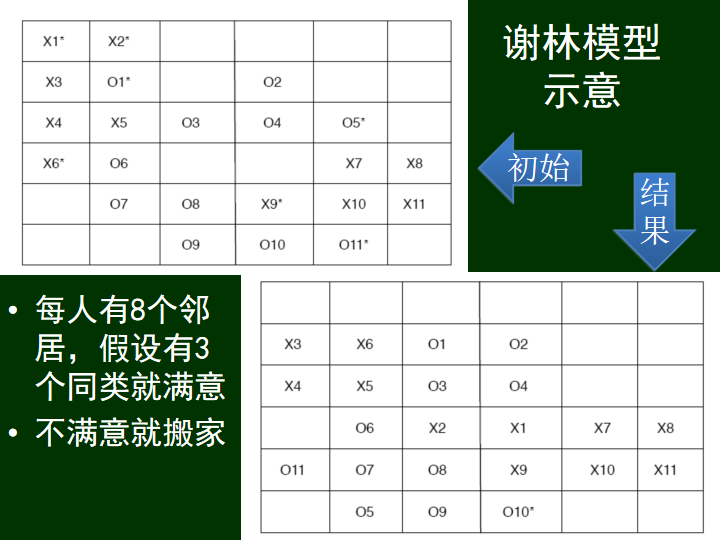 X1* X2*
X3 O1* O2
X4 X5 O3 O4 O5*
X6* O6 X7 X8
O7 O8 X9* X10 X11
O9 O10 O11*
谢林模型
示意
初始
结
果
• 每人有8个邻
居，假设有3
个同类就满意
• 不满意就搬家
X3 X6 O1 O2
X4 X5 O3 O4
O6 X2 X1 X7 X8
O11 O7 O8 X9 X10 X11
O5 O9 O10*